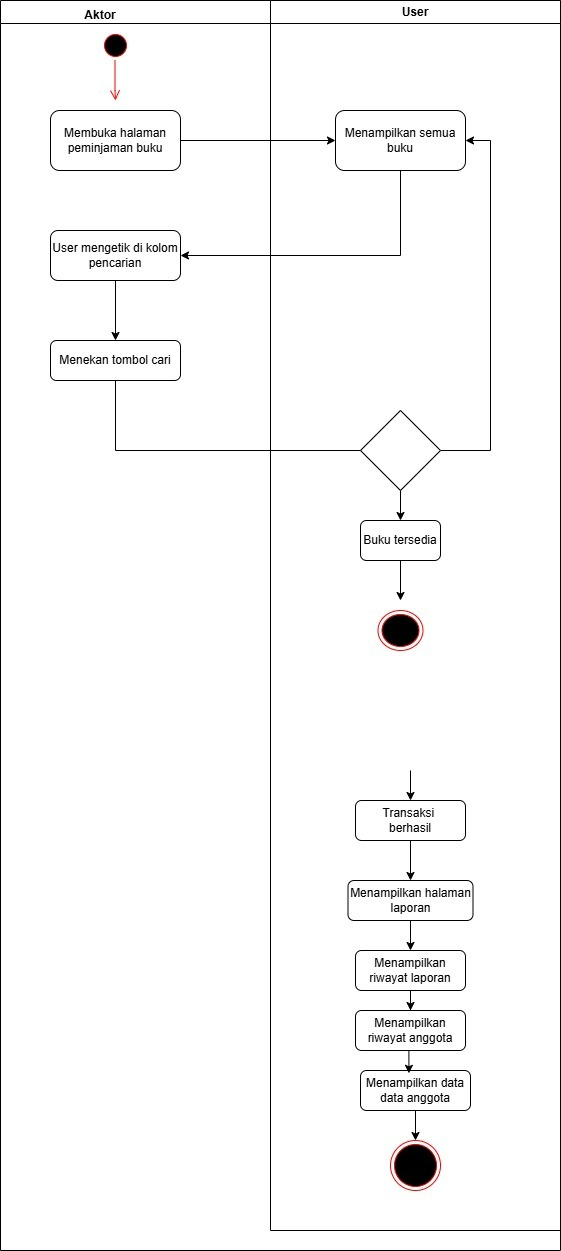 Aktor
User
Membuka halaman
peminjaman buku
Menampilkan semua
buku
User mengetik di kolom
pencarian
Menekan tombol cari
Buku tersedia
Transaksi
berhasil
Menampilkan halaman
laporan
Menampilkan
riwayat laporan
Menampilkan
riwayat anggota
Menampilkan data
data anggota